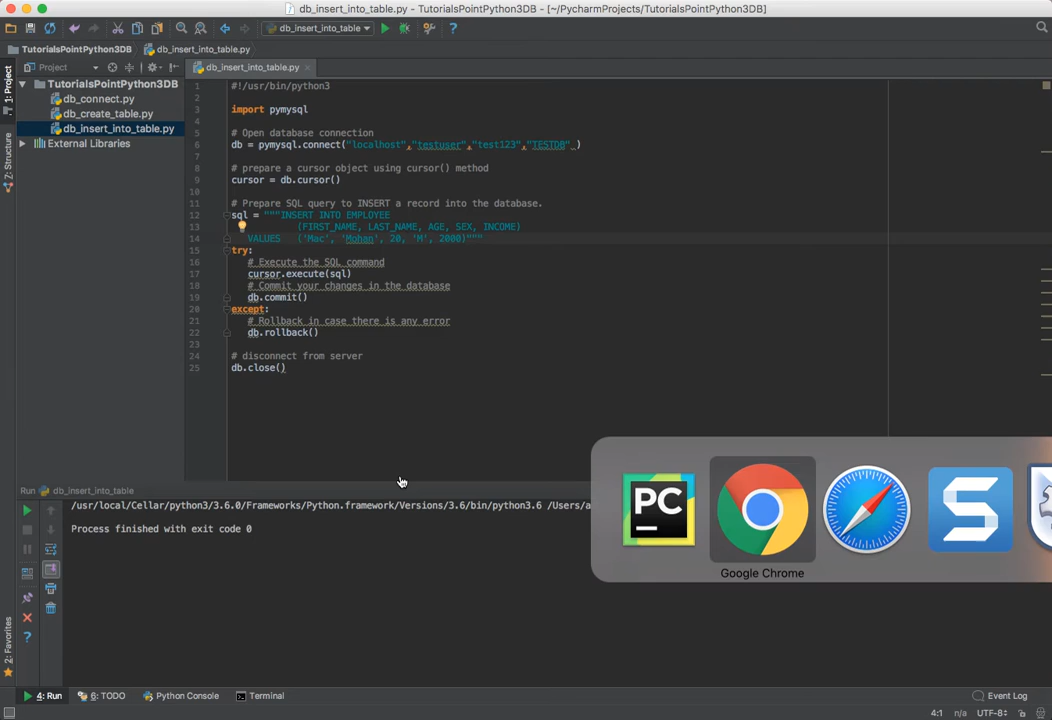 db_insert_into_table.py - TutorialsPointPython3DB - [~/PycharmProjects/TutorialsPointPython3DB]
db_insert_into_table
TutorialsPointPython3DB db_insert_into_table.py
1: Project
Project
db_insert_into_table.py
TutorialsPointPython3DB
db_connect.py
db_create_table.py
db_insert_into_table.py
External Libraries
Z: Structure
1 #!/usr/bin/python3
2
3 import pymysql
4
5 # Open database connection
6 db = pymysql.connect("localhost","testuser","test123","TESTDB" )
7
8 # prepare a cursor object using cursor() method
9 cursor = db.cursor()
10
11 # Prepare SQL query to INSERT a record into the database.
12 sql = """INSERT INTO EMPLOYEE
13 (FIRST_NAME, LAST_NAME, AGE, SEX, INCOME)
14 VALUES ('Mac', 'Mohan', 20, 'M', 2000)"""
15 try:
16 # Execute the SQL command
17 cursor.execute(sql)
18 # Commit your changes in the database
19 db.commit()
20 except:
21 # Rollback in case there is any error
22 db.rollback()
23
24 # disconnect from server
25 db.close()
Run db_insert_into_table
/usr/local/Cellar/python3/3.6.0/Frameworks/Python.framework/Versions/3.6/bin/python3.6 /Users/a
Process finished with exit code 0
PC
S
Google Chrome
2: Favorites
4: Run 6: TODO Python Console Terminal Event Log
4:1 n/a UTF-8